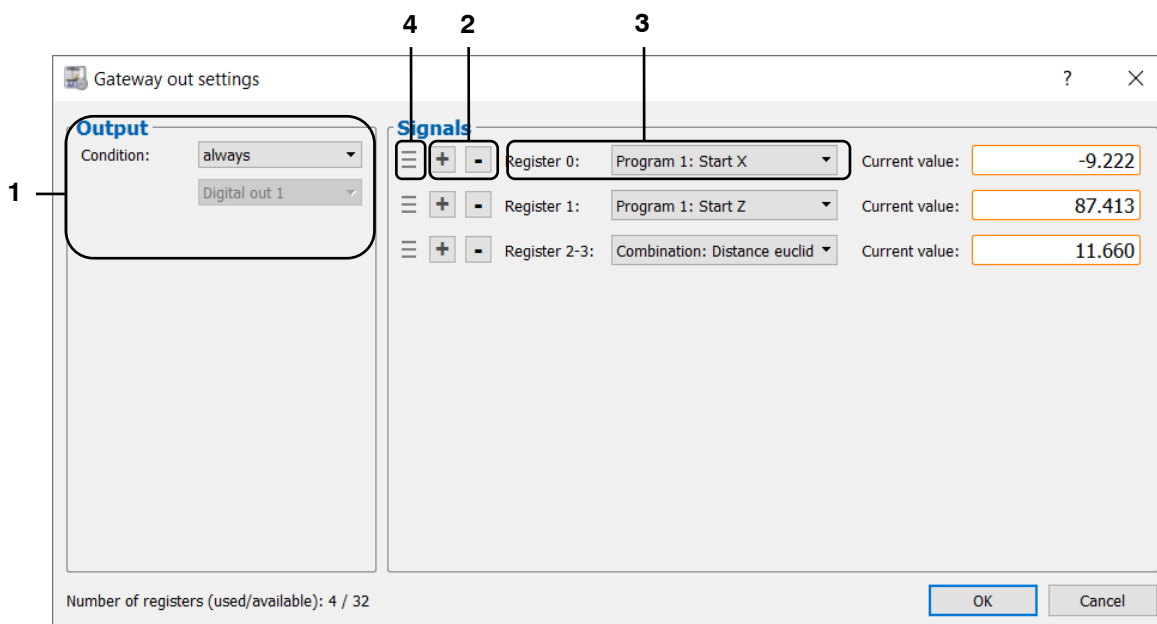 4 2 3
Gateway out settings ? ×
1
Output
Condition: always
Digital out 1
Signals
+ - Register 0: Program 1: Start X Current value: -9.222
+ - Register 1: Program 1: Start Z Current value: 87.413
+ - Register 2-3: Combination: Distance euclid Current value: 11.660
Number of registers (used/available): 4 / 32
OK Cancel